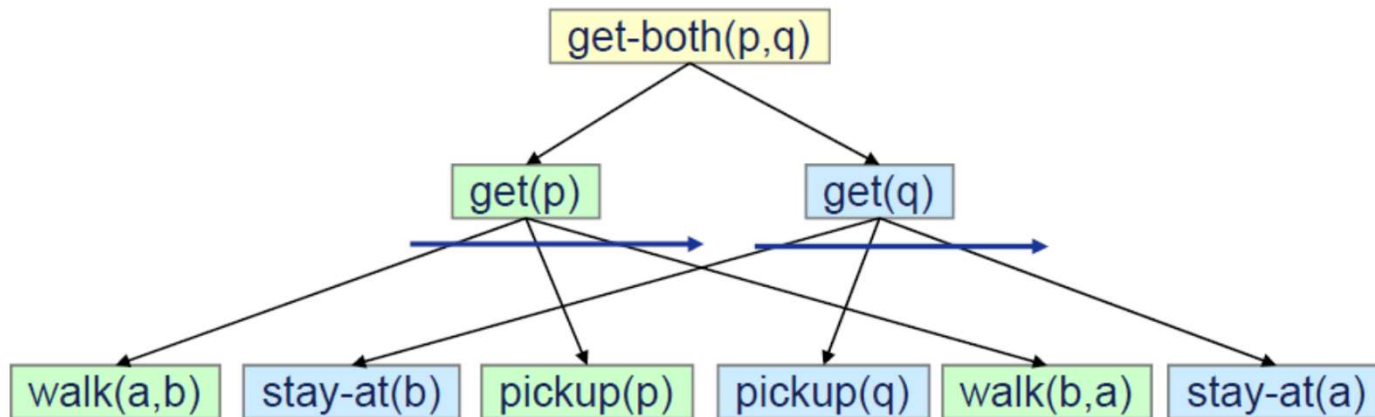 get-both(p,q)
get(p)
get(q)
walk(a,b)
stay-at(b)
pickup(p)
pickup(q)
walk(b,a)
stay-at(a)